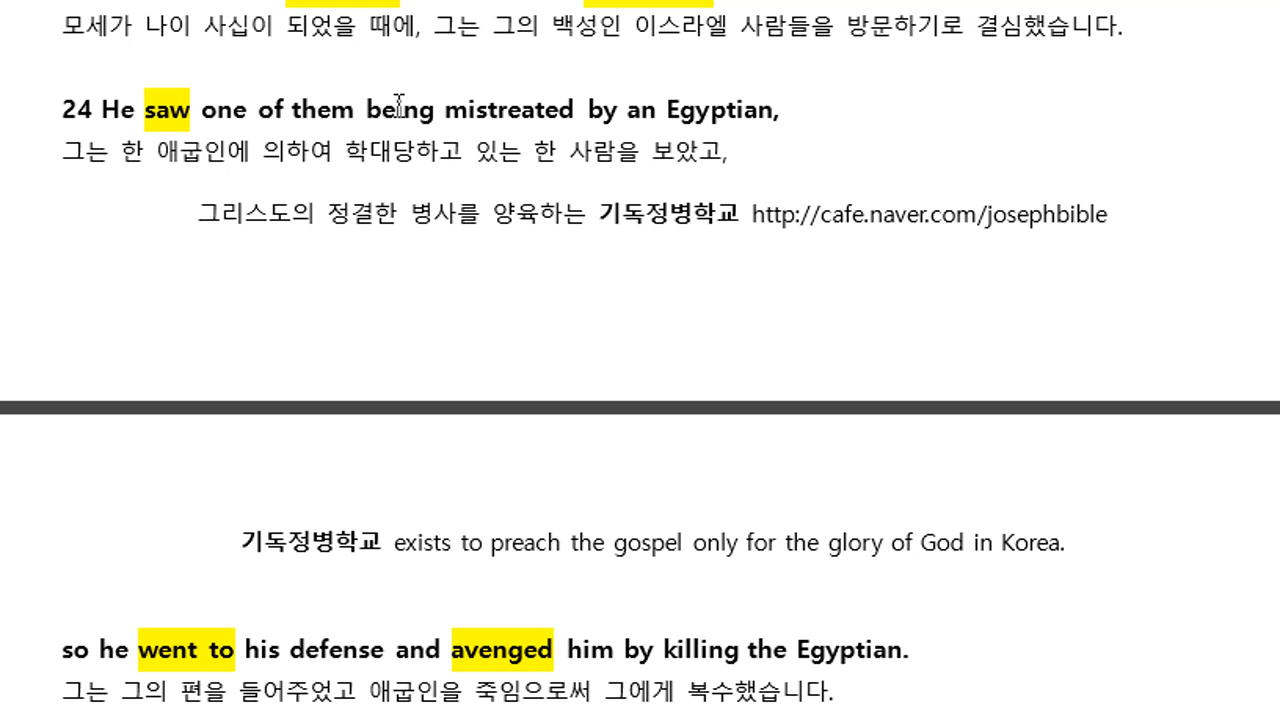 모세가 나이 사십이 되었을 때에, 그는 그의 백성인 이스라엘 사람들을 방문하기로 결심했습니다.
24 He saw one of them being mistreated by an Egyptian,
그는 한 애굽인에 의하여 학대당하고 있는 한 사람을 보았고,
그리스도의 정결한 병사를 양육하는 기독정병학교 http://cafe.naver.com/josephbible
기독정병학교 exists to preach the gospel only for the glory of God in Korea.
so he went to his defense and avenged him by killing the Egyptian.
그는 그의 편을 들어주었고 애굽인을 죽임으로써 그에게 복수했습니다.